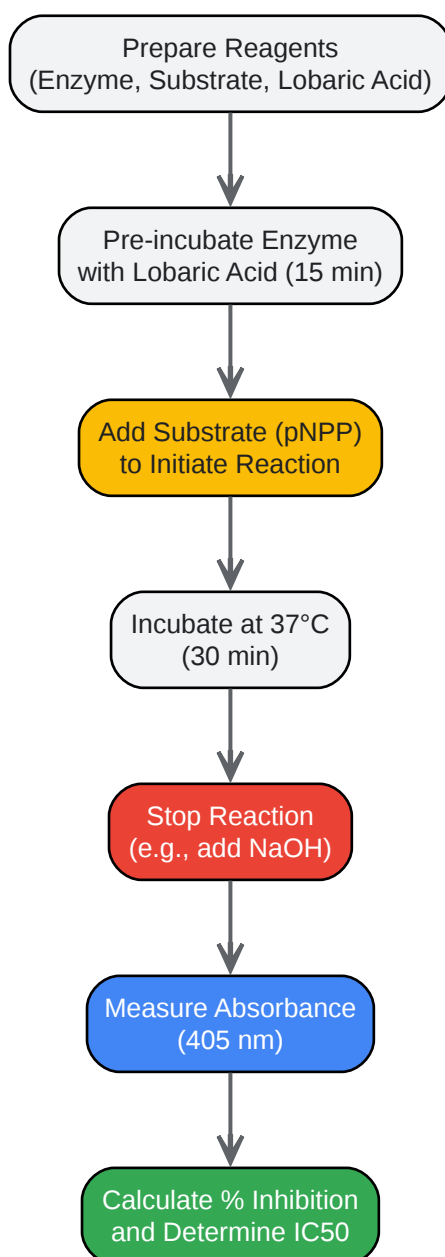 Prepare Reagents
(Enzyme, Substrate, Lobaric Acid)
Pre-incubate Enzyme
with Lobaric Acid (15 min)
Add Substrate (pNPP)
to Initiate Reaction
Incubate at 37°C
(30 min)
Stop Reaction
(e.g., add NaOH)
Measure Absorbance
(405 nm)
Calculate % Inhibition
and Determine IC50